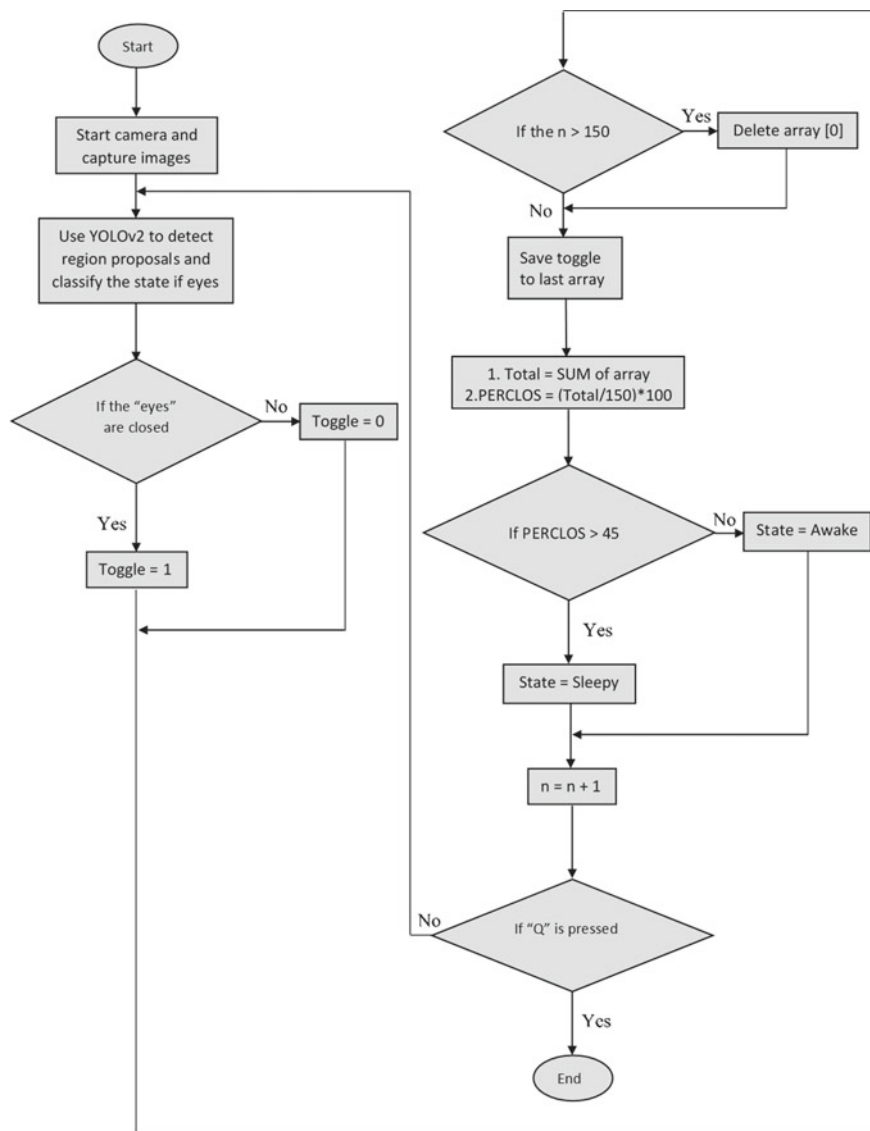 Start
Start camera and
capture images
Use YOLOv2 to detect
region proposals and
classify the state if eyes
If the “eyes”
are closed
No
Toggle = 0
Yes
Toggle = 1
If the n > 150
Yes
Delete array [0]
No
Save toggle
to last array
1. Total = SUM of array
2.PERCLOS = (Total/150)*100
If PERCLOS > 45
No
State = Awake
Yes
State = Sleepy
n = n + 1
If “Q” is pressed
No
Yes
End